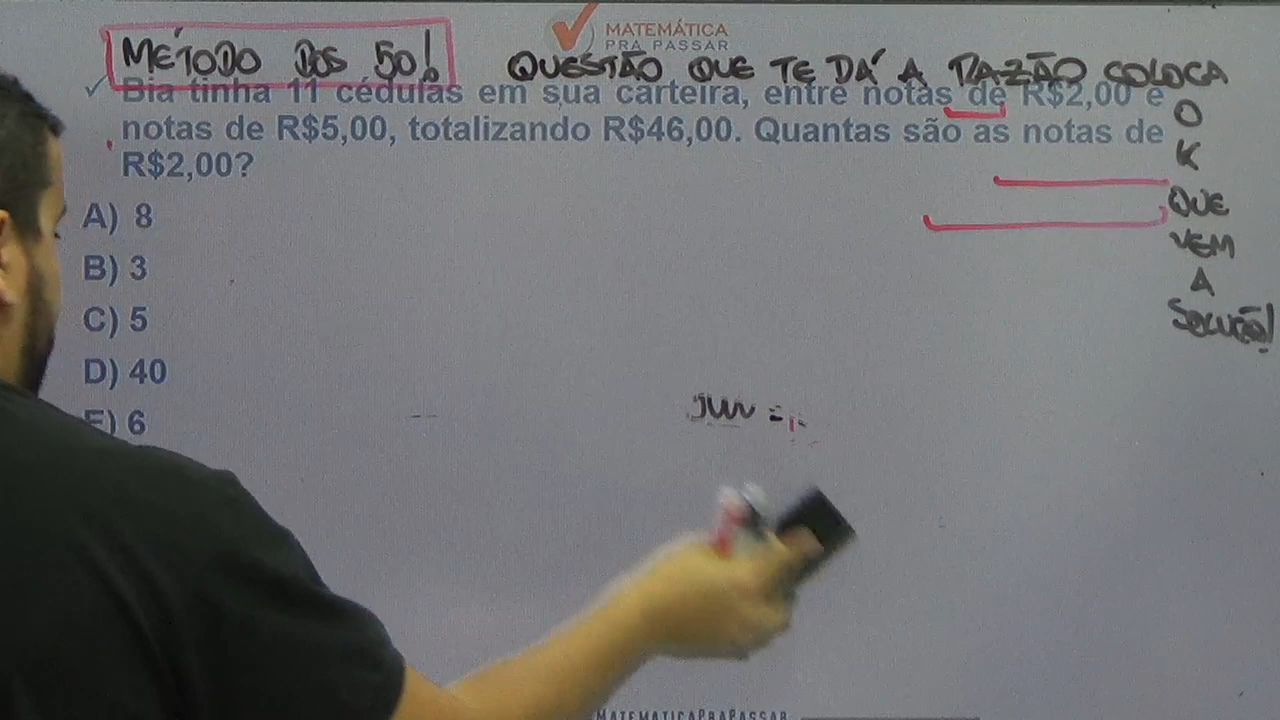 MATEMÁTICA
PRA PASSAR
MÉTODO DOS 50!
QUESTÃO QUE TE DÁ A RAZÃO COLOCA
O
K
QUE
VEM
A
SOLUÇÃO!
Bia tinha 11 cédulas em sua carteira, entre notas de R$2,00 e
notas de R$5,00, totalizando R$46,00. Quantas são as notas de
R$2,00?
A) 8
B) 3
C) 5
D) 40
E) 6
MATEMATICAPRAPASSAR